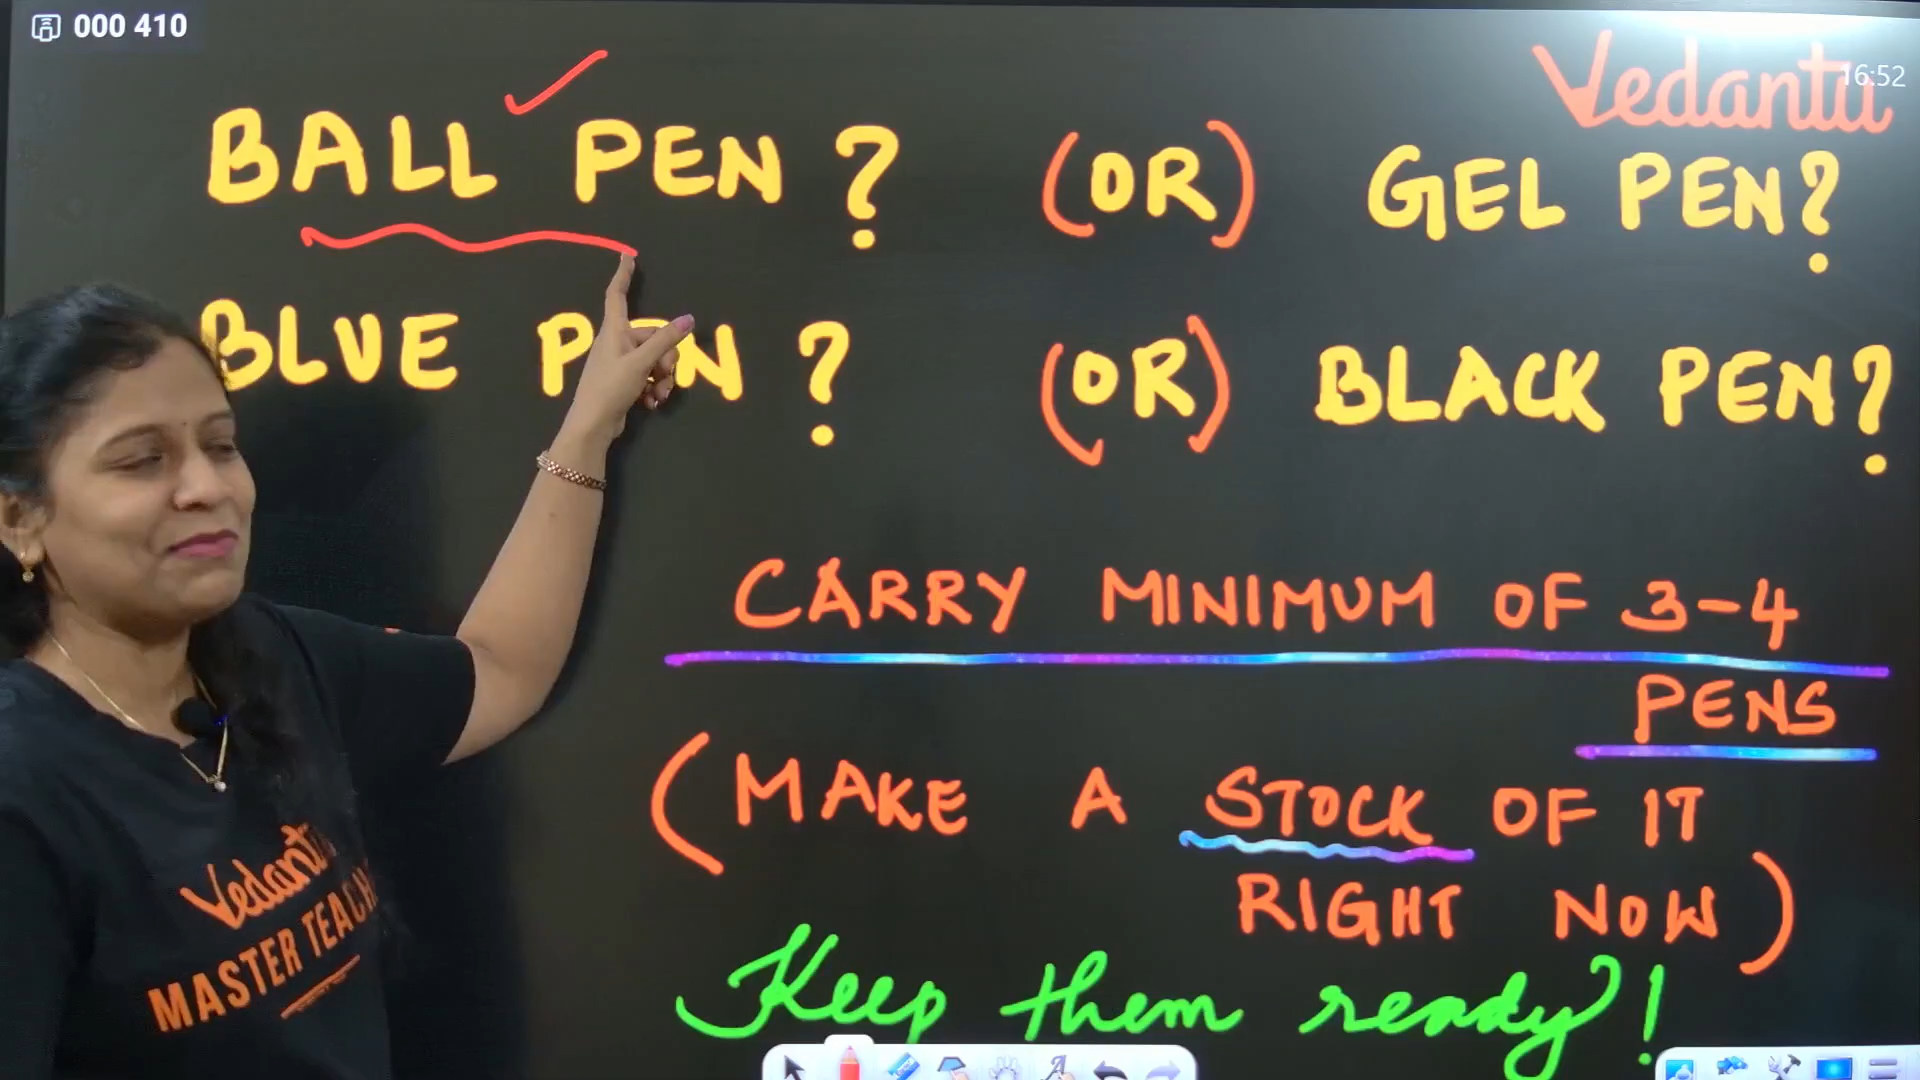 000 410
Vedantu
16:52
BALL PEN? (OR) GEL PEN?
BLUE PEN? (OR) BLACK PEN?
CARRY MINIMUM OF 3-4
PENS
(MAKE A STOCK OF IT
RIGHT NOW)
Keep them ready!
Vedantu
MASTER TEACH